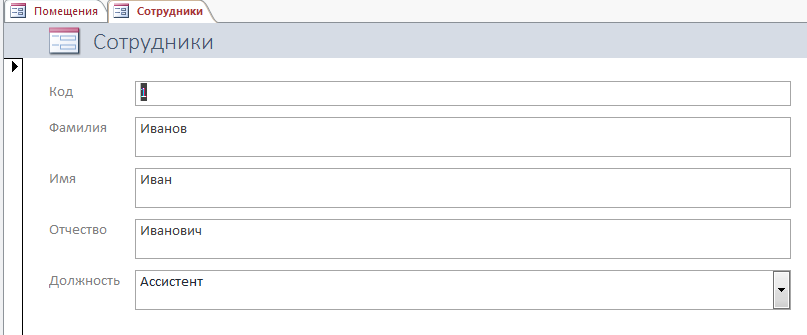 Помещения Сотрудники
Сотрудники
Код 1
Фамилия Иванов
Имя Иван
Отчество Иванович
Должность Ассистент